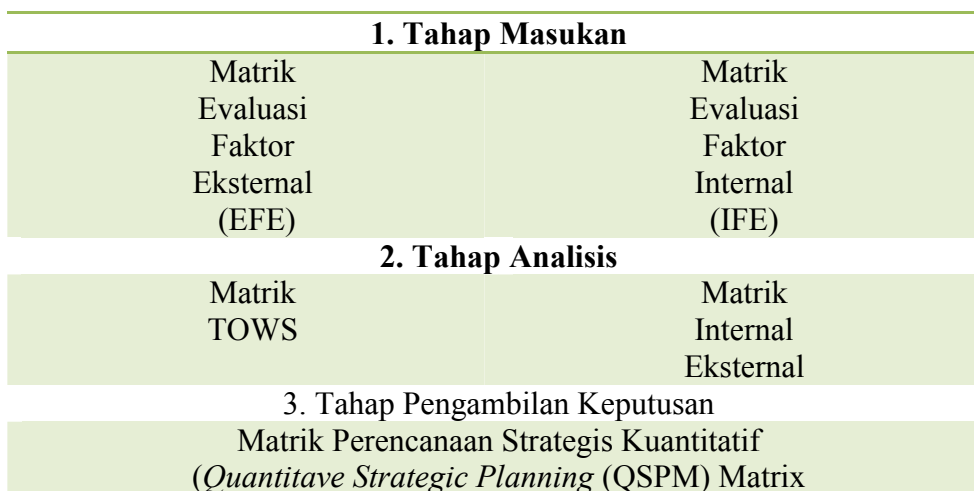 1. Tahap Masukan
Matrik
Evaluasi
Faktor
Eksternal
(EFE)
Matrik
Evaluasi
Faktor
Internal
(IFE)
2. Tahap Analisis
Matrik
TOWS
Matrik
Internal
Eksternal
3. Tahap Pengambilan Keputusan
Matrik Perencanaan Strategis Kuantitatif
(Quantitave Strategic Planning (QSPM) Matrix